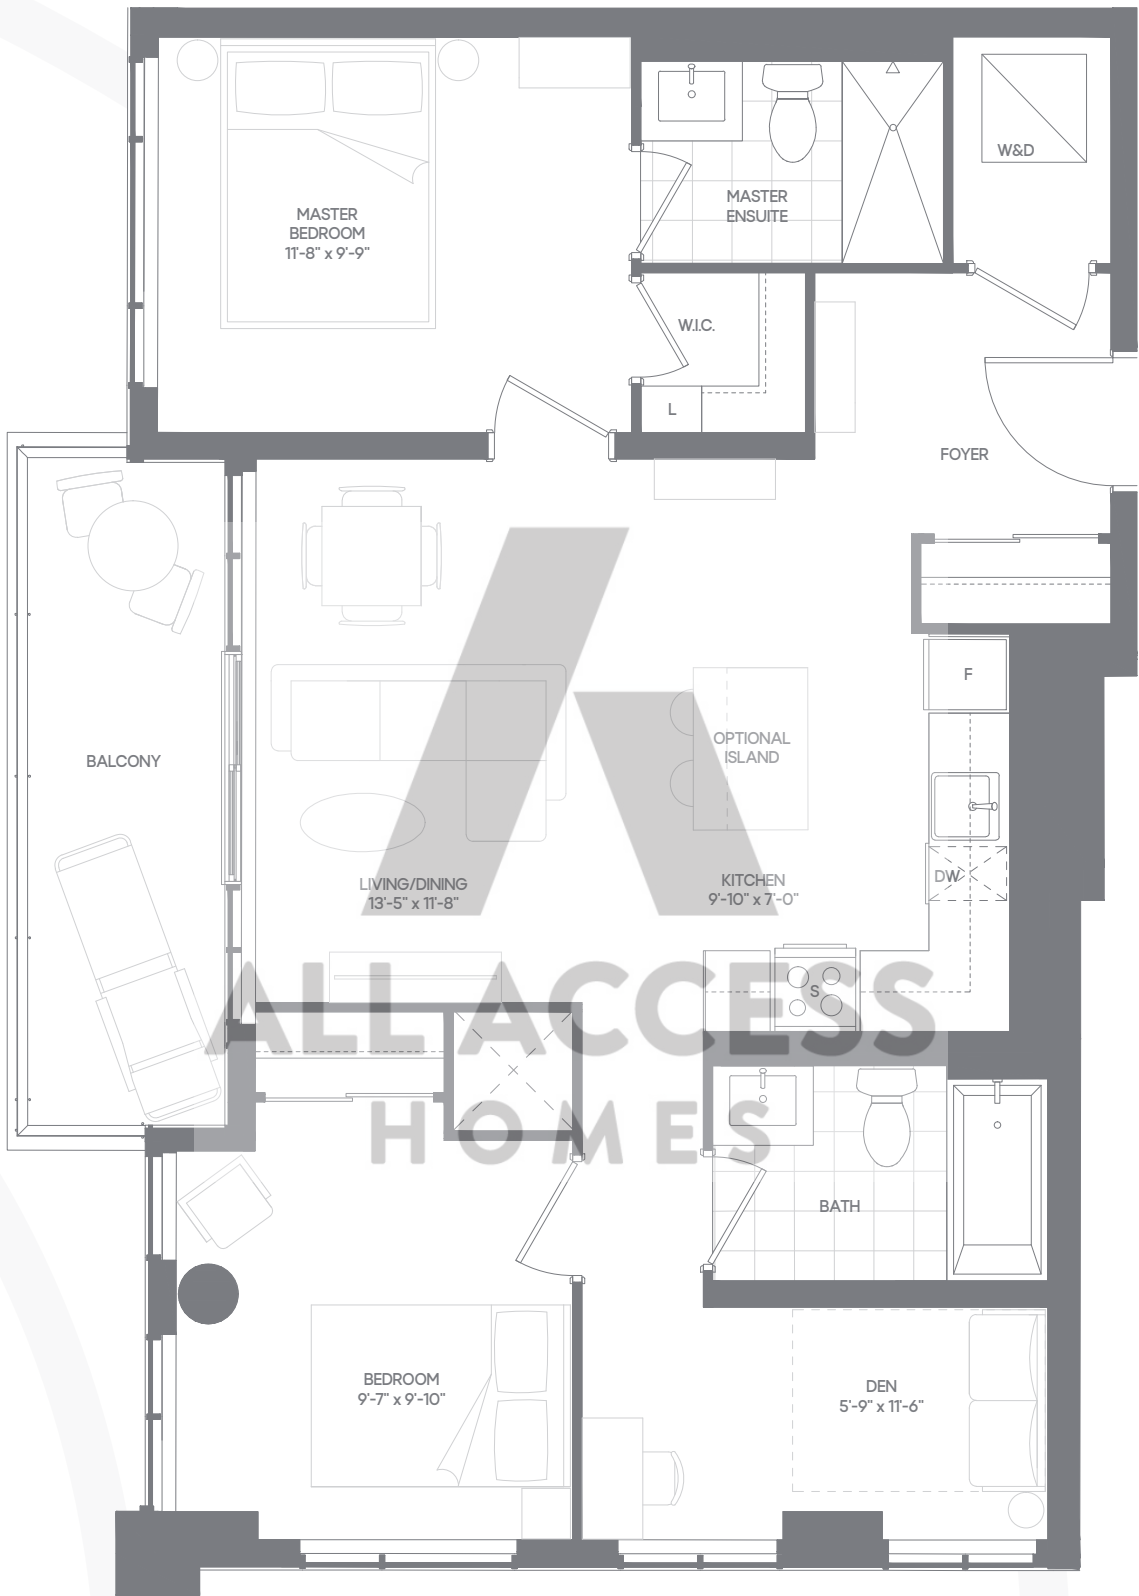 W&D
MASTER
BEDROOM
11'-8" x 9'-9"
MASTER
ENSUITE
W.I.C.
L
FOYER
F
BALCONY
OPTIONAL
ISLAND
DW
LIVING/DINING
13'-5" x 11'-8"
KITCHEN
9'-10" x 7'-0"
S
ALL ACCESS
HOMES
BATH
BEDROOM
9'-7" x 9'-10"
DEN
5'-9" x 11'-6"